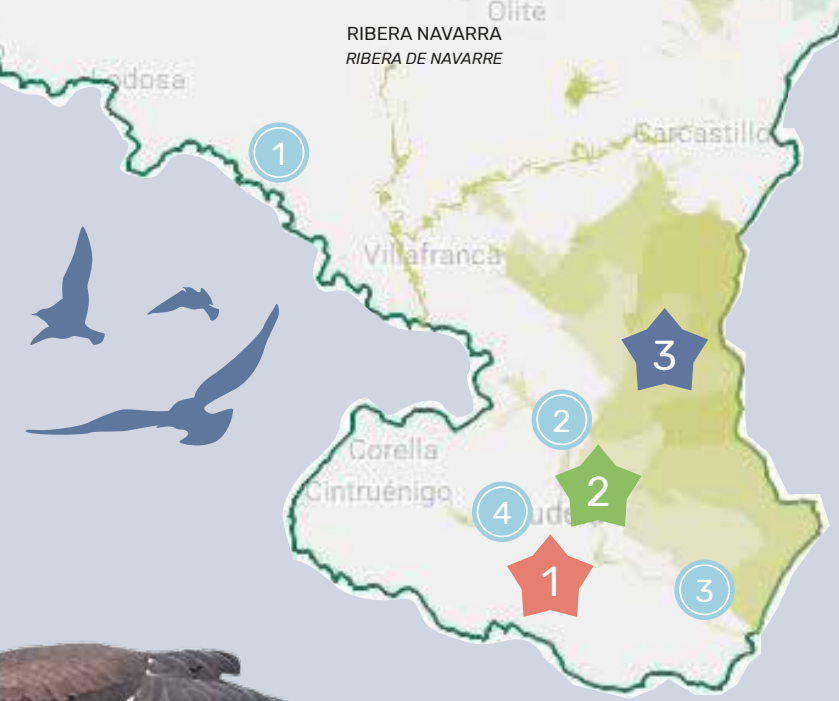 Olite
RIBERA NAVARRA
RIBERA DE NAVARRE
Carcastillo
1
Villafranca
3
2
Corella
2
Cintruénigo
4
1
3